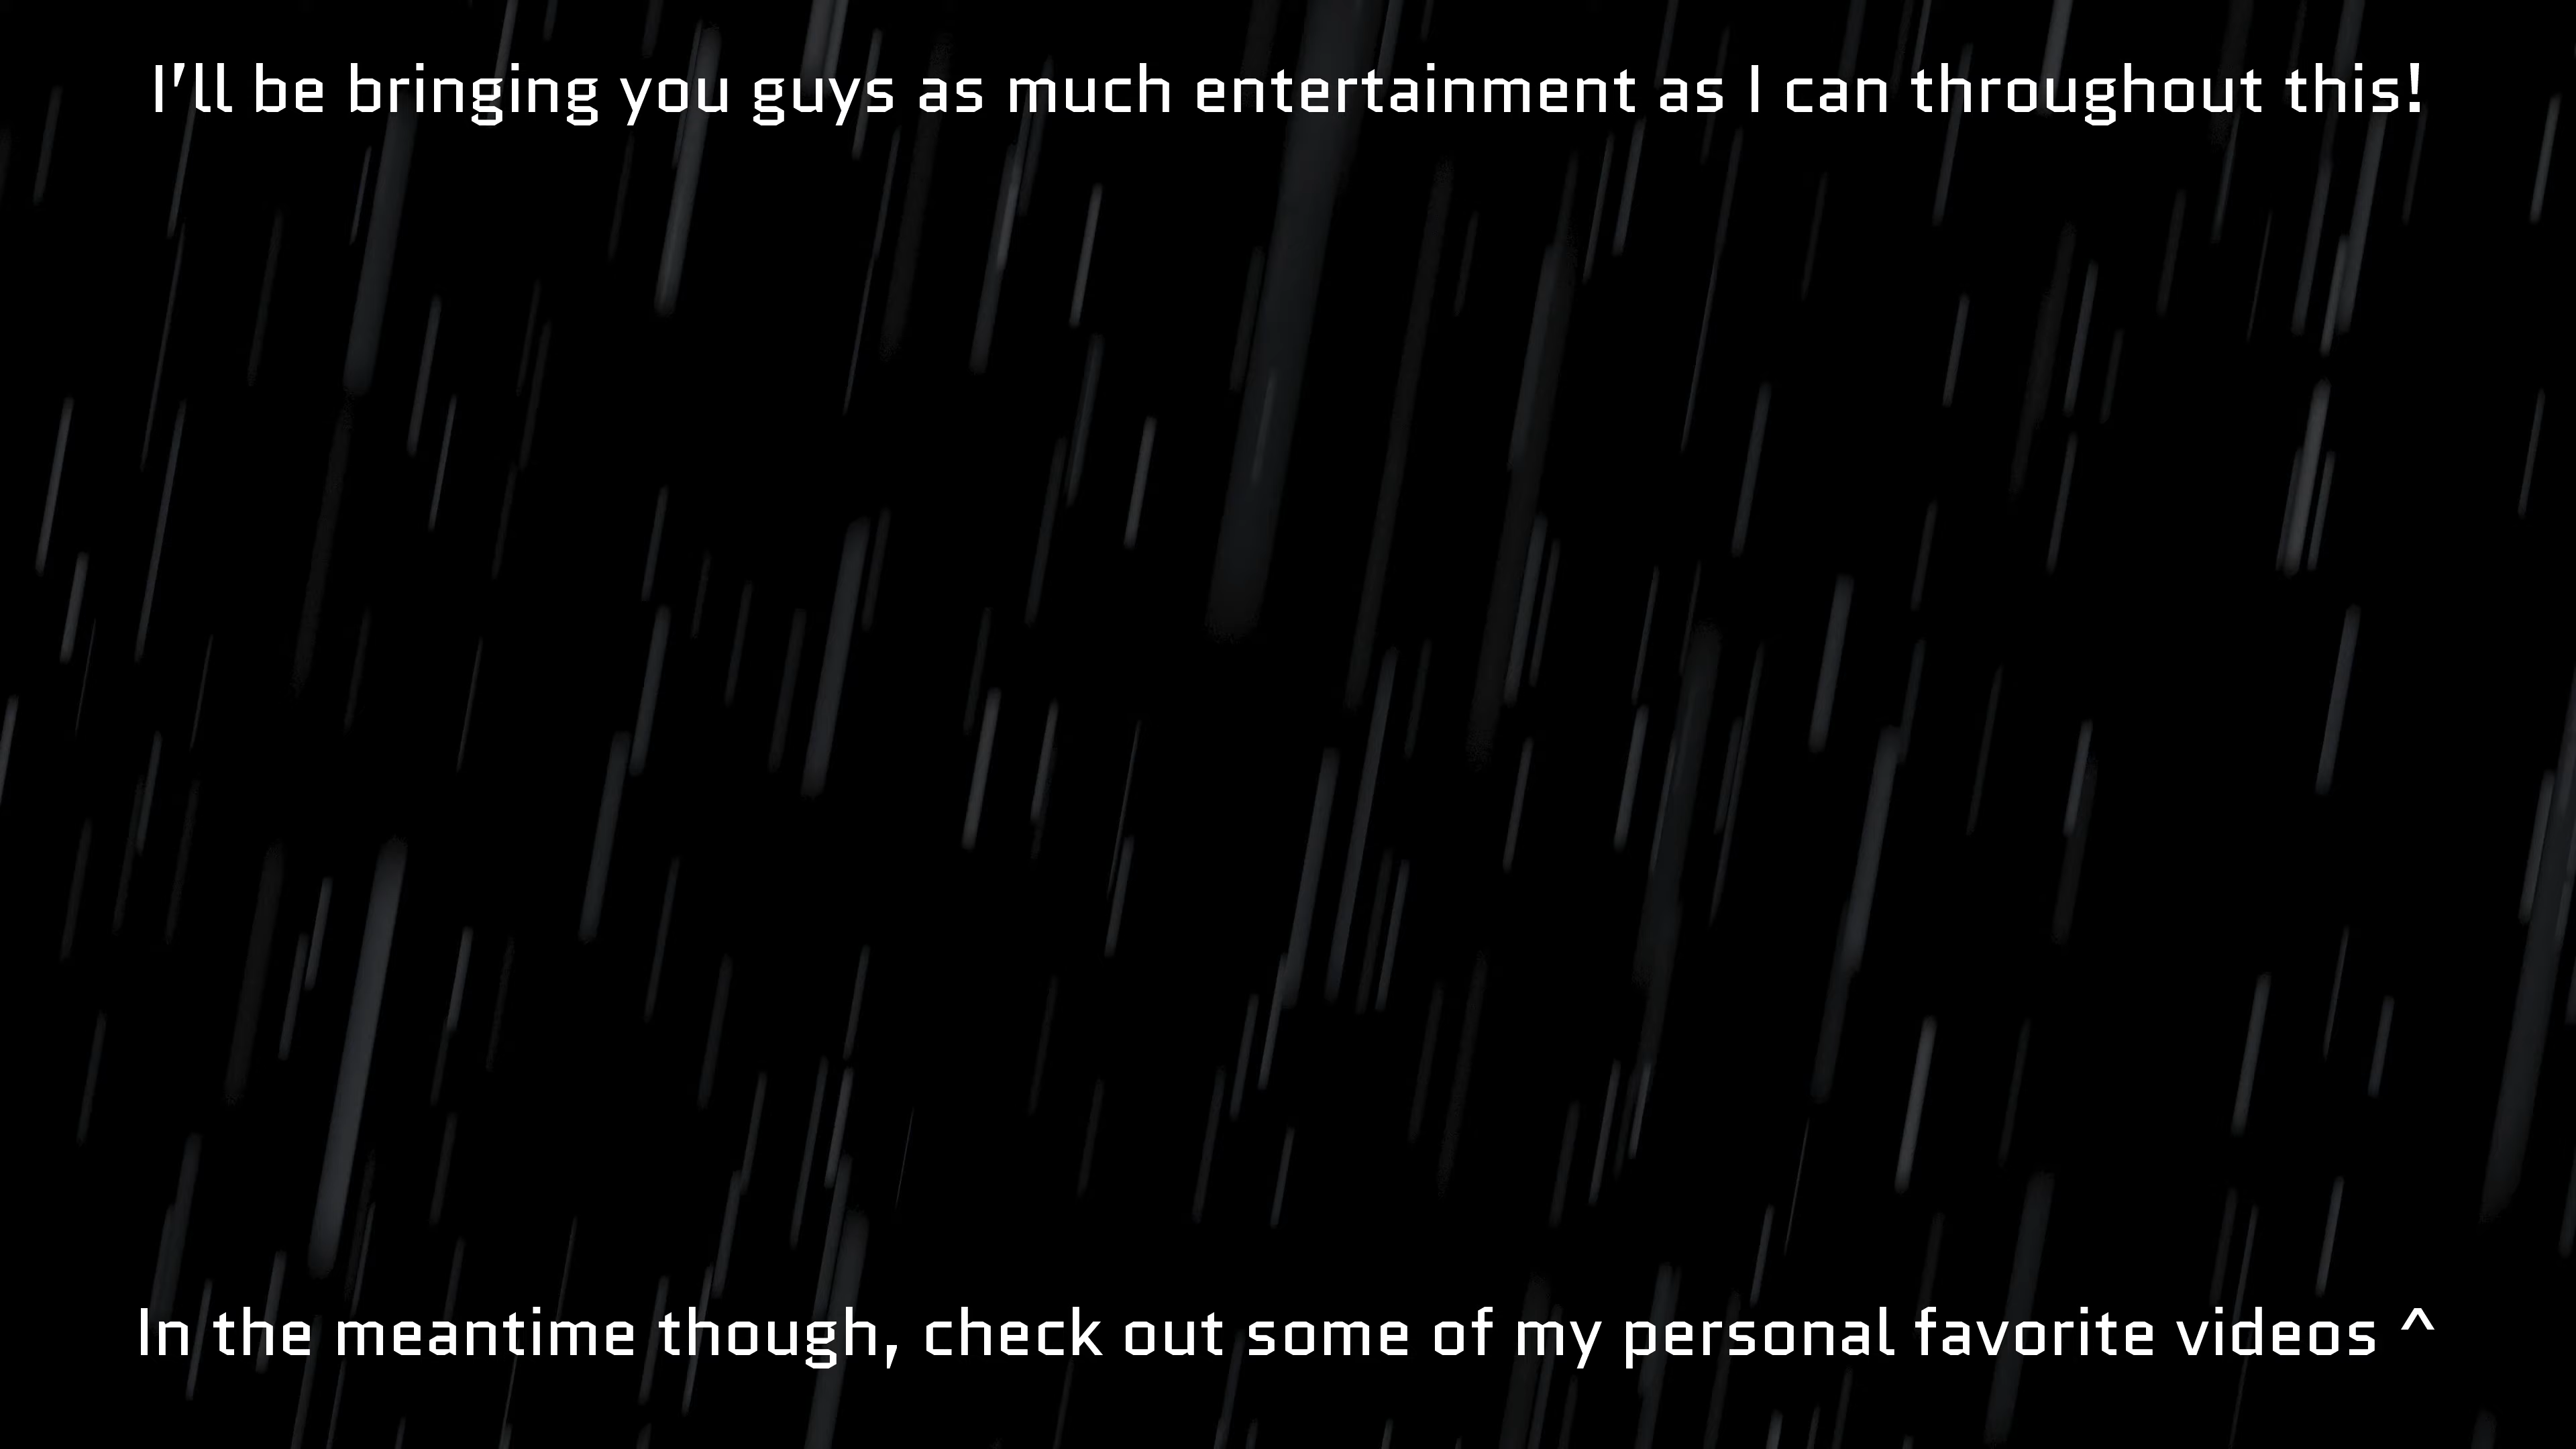 I'll be bringing you guys as much entertainment as I can throughout this!
In the meantime though, check out some of my personal favorite videos ^